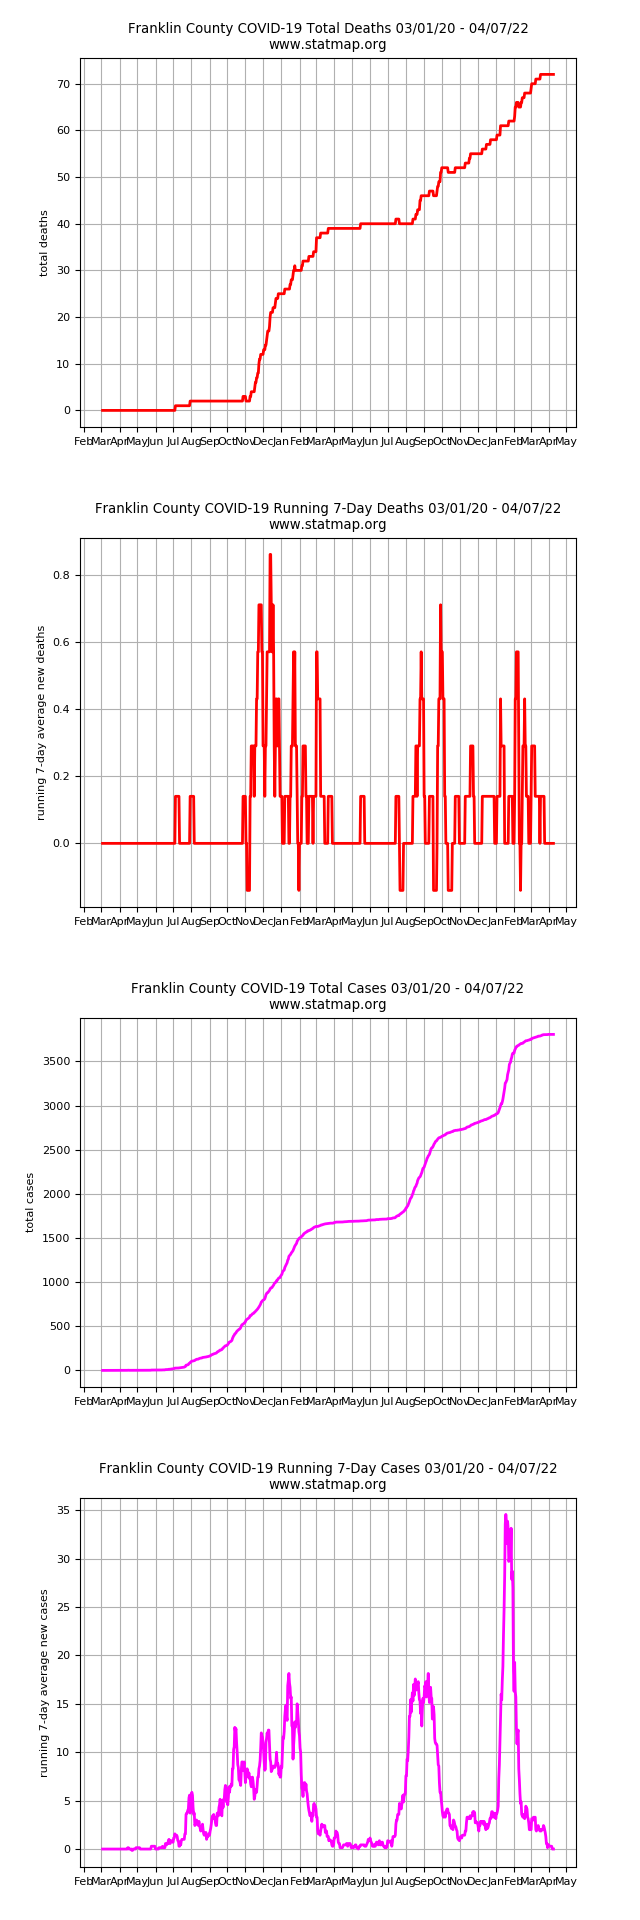 Franklin County COVID-19 Total Deaths 03/01/20 - 04/07/22
www.statmap.org
total deaths
70
60
50
40
30
20
10
0
Feb Mar Apr May Jun Jul Aug Sep Oct Nov Dec Jan Feb Mar Apr May Jun Jul Aug Sep Oct Nov Dec Jan Feb Mar Apr May
Franklin County COVID-19 Running 7-Day Deaths 03/01/20 - 04/07/22
www.statmap.org
running 7-day average new deaths
0.8
0.6
0.4
0.2
0.0
Feb Mar Apr May Jun Jul Aug Sep Oct Nov Dec Jan Feb Mar Apr May Jun Jul Aug Sep Oct Nov Dec Jan Feb Mar Apr May
Franklin County COVID-19 Total Cases 03/01/20 - 04/07/22
www.statmap.org
total cases
3500
3000
2500
2000
1500
1000
500
0
Feb Mar Apr May Jun Jul Aug Sep Oct Nov Dec Jan Feb Mar Apr May Jun Jul Aug Sep Oct Nov Dec Jan Feb Mar Apr May
Franklin County COVID-19 Running 7-Day Cases 03/01/20 - 04/07/22
www.statmap.org
running 7-day average new cases
35
30
25
20
15
10
5
0
Feb Mar Apr May Jun Jul Aug Sep Oct Nov Dec Jan Feb Mar Apr May Jun Jul Aug Sep Oct Nov Dec Jan Feb Mar Apr May